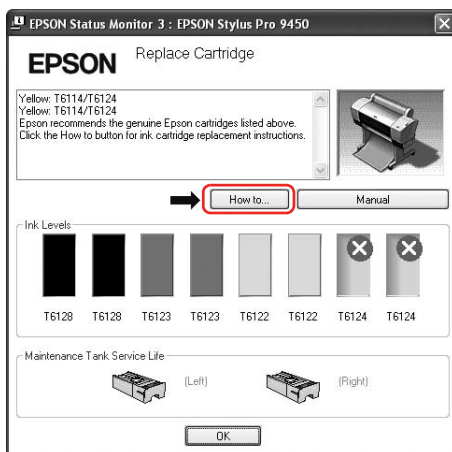 EPSON Status Monitor 3 : EPSON Stylus Pro 9450
EPSON Replace Cartridge
Yellow: T6114/T6124
Yellow: T6114/T6124
Epson recommends the genuine Epson cartridges listed above.
Click the How to button for ink cartridge replacement instructions.
How to... Manual
Ink Levels
T6128 T6128 T6123 T6123 T6122 T6122 T6124 T6124
Maintenance Tank Service Life
(Left) (Right)
OK